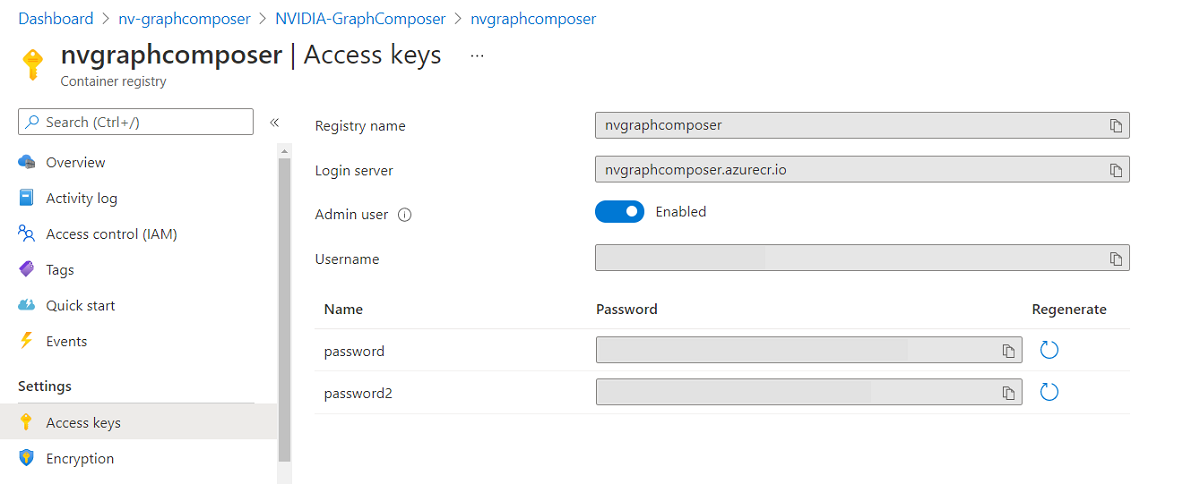 Dashboard > nv-graphcomposer > NVIDIA-GraphComposer > nvgraphcomposer
nvgraphcomposer | Access keys ...
Container registry
Search (Ctrl+/)
«
Overview
Activity log
Access control (IAM)
Tags
Quick start
Events
Settings
Access keys
Encryption
Registry name
nvgraphcomposer
Login server
nvgraphcomposer.azurecr.io
Admin user
Enabled
Username
Name Password Regenerate
password
password2